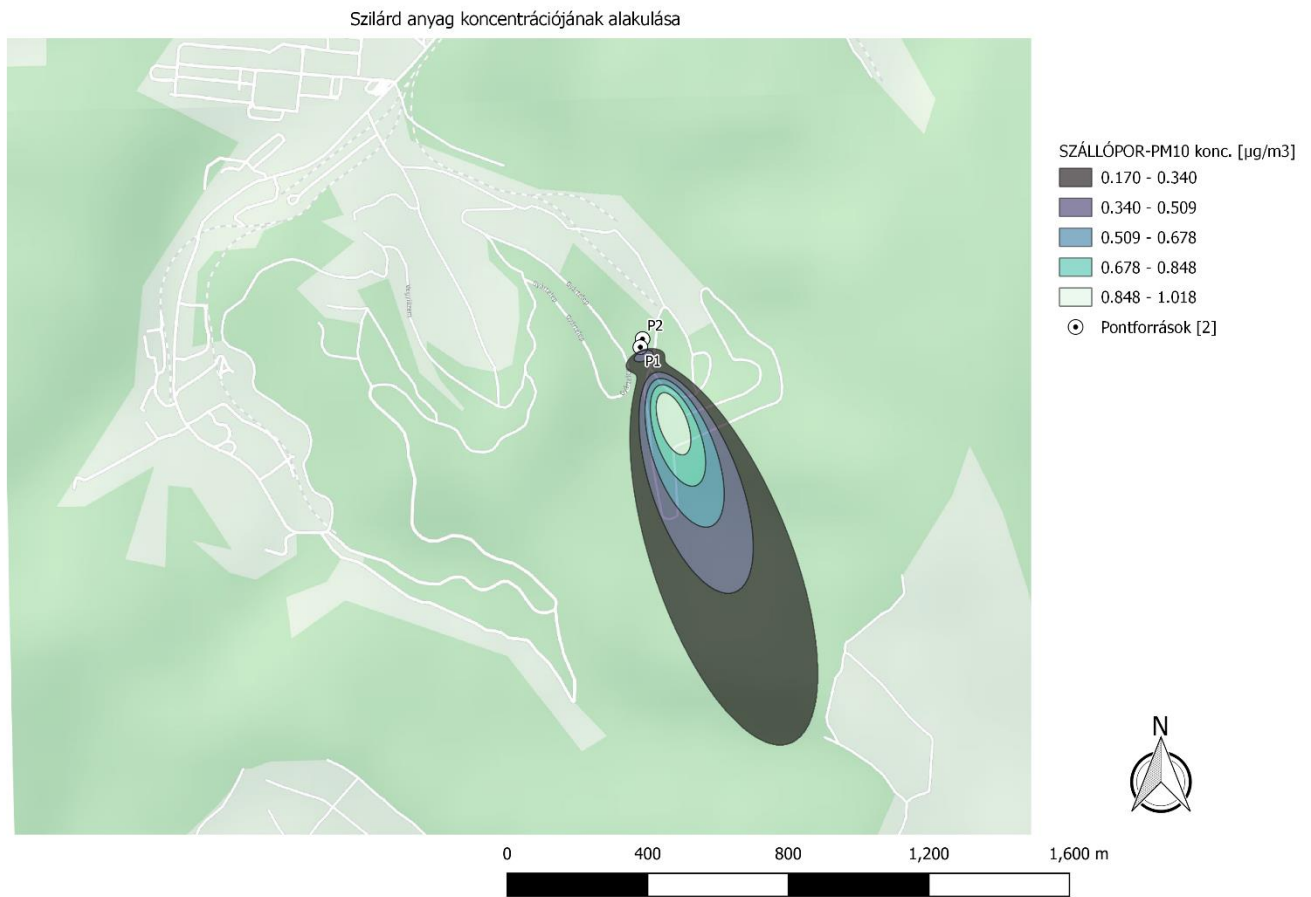 Szilárd anyag koncentrációjának alakulása
SZÁLLÓPOR-PM10 konc. [µg/m3]
0.170 - 0.340
0.340 - 0.509
0.509 - 0.678
0.678 - 0.848
0.848 - 1.018
Pontforrások [2]
P2
P1
N
0
400
800
1,200
1,600 m